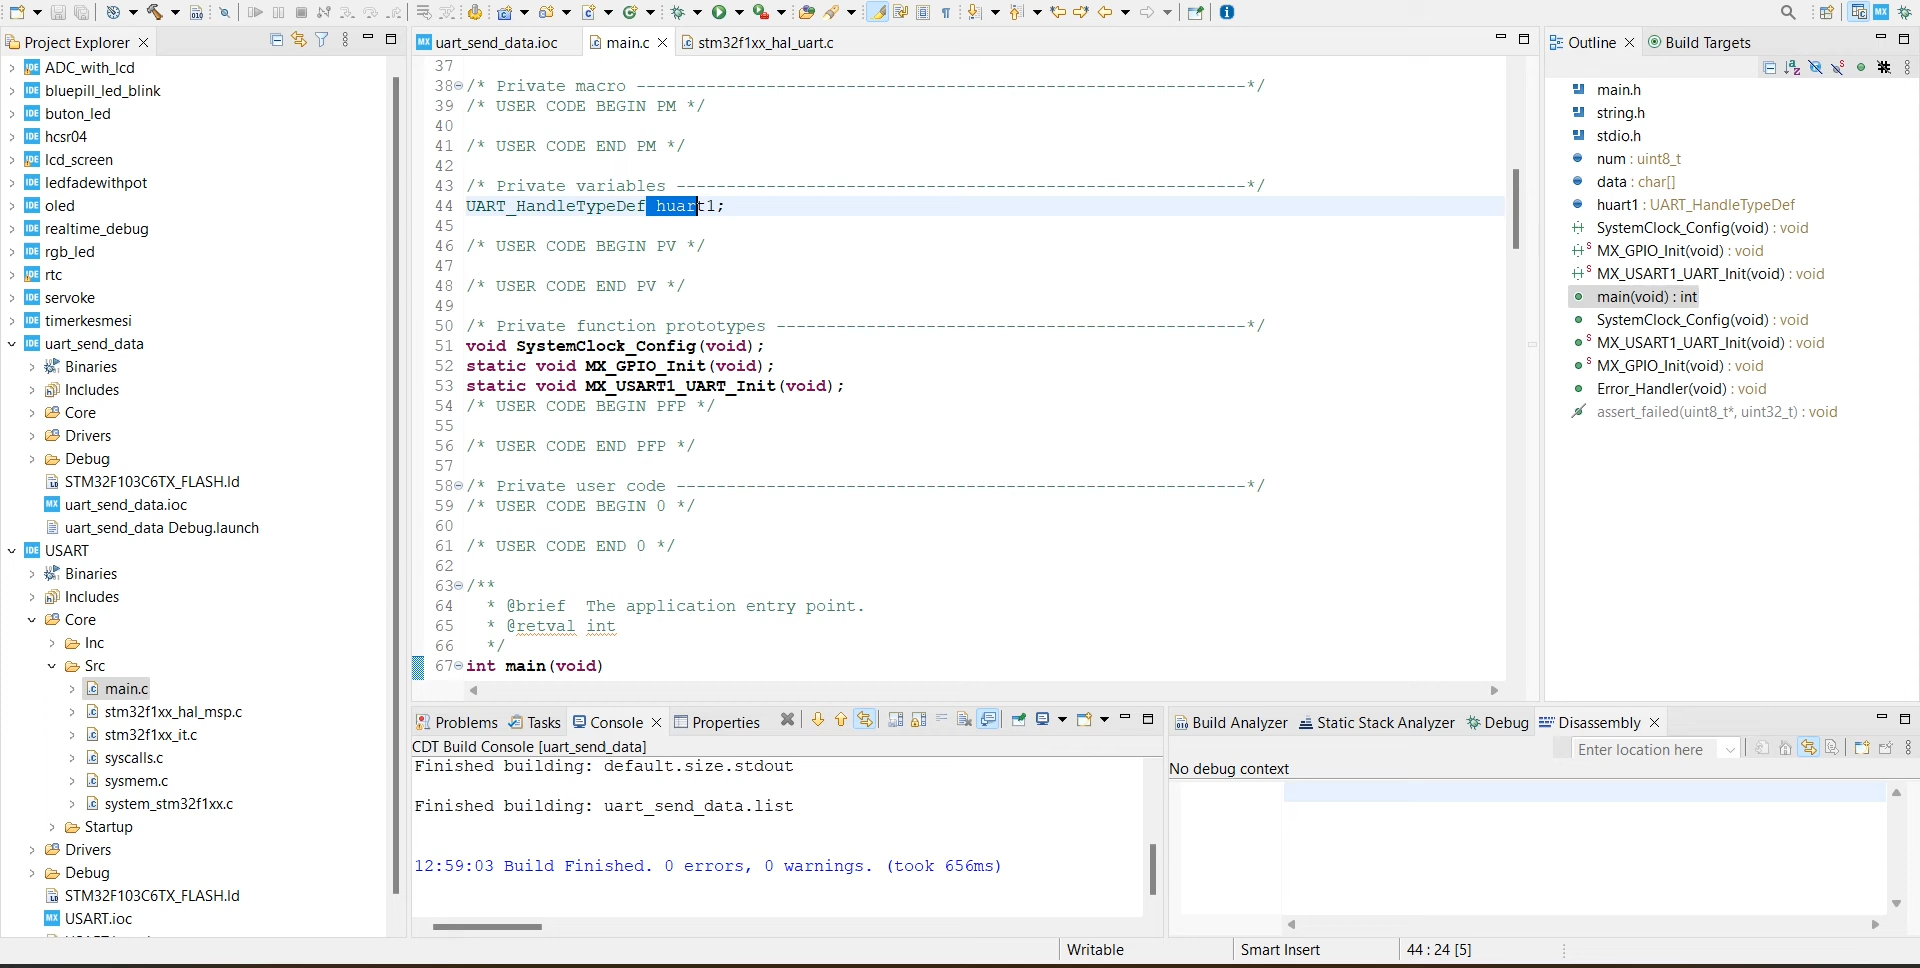 Project Explorer
ADC_with_lcd
bluepill_led_blink
buton_led
hcsr04
lcd_screen
ledfadewithpot
oled
realtime_debug
rgb_led
rtc
servoke
timerkesmesi
uart_send_data
Binaries
Includes
Core
Drivers
Debug
STM32F103C6TX_FLASH.ld
uart_send_data.ioc
uart_send_data Debug.launch
USART
Binaries
Includes
Core
Inc
Src
main.c
stm32f1xx_hal_msp.c
stm32f1xx_it.c
syscalls.c
sysmem.c
system_stm32f1xx.c
Startup
Drivers
Debug
STM32F103C6TX_FLASH.ld
USART.ioc
uart_send_data.ioc main.c stm32f1xx_hal_uart.c
37
38 /* Private macro -------------------------------------------------------------*/
39 /* USER CODE BEGIN PM */
40
41 /* USER CODE END PM */
42
43 /* Private variables ---------------------------------------------------------*/
44 UART_HandleTypeDef huart1;
45
46 /* USER CODE BEGIN PV */
47
48 /* USER CODE END PV */
49
50 /* Private function prototypes -----------------------------------------------*/
51 void SystemClock_Config(void);
52 static void MX_GPIO_Init(void);
53 static void MX_USART1_UART_Init(void);
54 /* USER CODE BEGIN PFP */
55
56 /* USER CODE END PFP */
57
58 /* Private user code ---------------------------------------------------------*/
59 /* USER CODE BEGIN 0 */
60
61 /* USER CODE END 0 */
62
63 /**
64 * @brief The application entry point.
65 * @retval int
66 */
67 int main(void)
Outline Build Targets
main.h
string.h
stdio.h
num : uint8_t
data : char[]
huart1 : UART_HandleTypeDef
SystemClock_Config(void) : void
MX_GPIO_Init(void) : void
MX_USART1_UART_Init(void) : void
main(void) : int
SystemClock_Config(void) : void
MX_USART1_UART_Init(void) : void
MX_GPIO_Init(void) : void
Error_Handler(void) : void
assert_failed(uint8_t*, uint32_t) : void
Problems Tasks Console Properties
CDT Build Console [uart_send_data]
Finished building: default.size.stdout
Finished building: uart_send_data.list
12:59:03 Build Finished. 0 errors, 0 warnings. (took 656ms)
Build Analyzer Static Stack Analyzer Debug Disassembly
Enter location here
No debug context
Writable Smart Insert 44 : 24 [5]